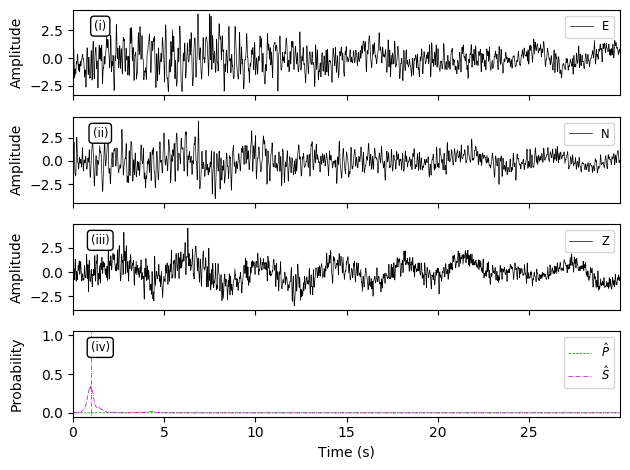 (i)
E
Amplitude
2.5
0.0
−2.5
(ii)
N
Amplitude
2.5
0.0
−2.5
(iii)
Z
Amplitude
2.5
0.0
−2.5
(iv)
P̂
Ŝ
Probability
1.0
0.5
0.0
0 5 10 15 20 25
Time (s)